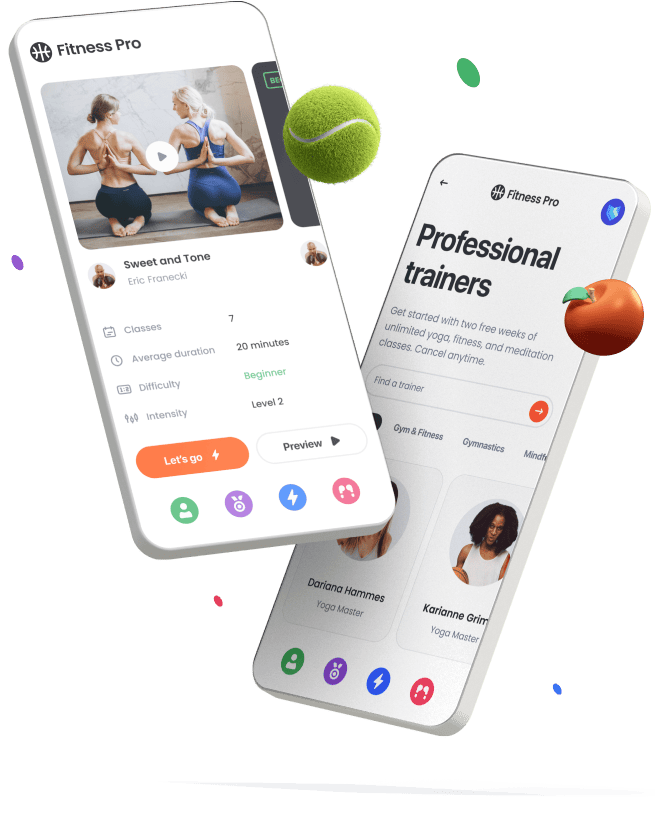 Fitness Pro
BE
Sweet and Tone
Eric Franecki
Classes
7
Average duration
20 minutes
Difficulty
Beginner
Intensity
Level 2
Let's go
Preview
Fitness Pro
Professional
trainers
Get started with two free weeks of
unlimited yoga, fitness, and meditation
classes. Cancel anytime.
Find a trainer
Gym & Fitness
Gymnastics
Mindf
Dariana Hammes
Yoga Master
Karianne Grim
Yoga Master